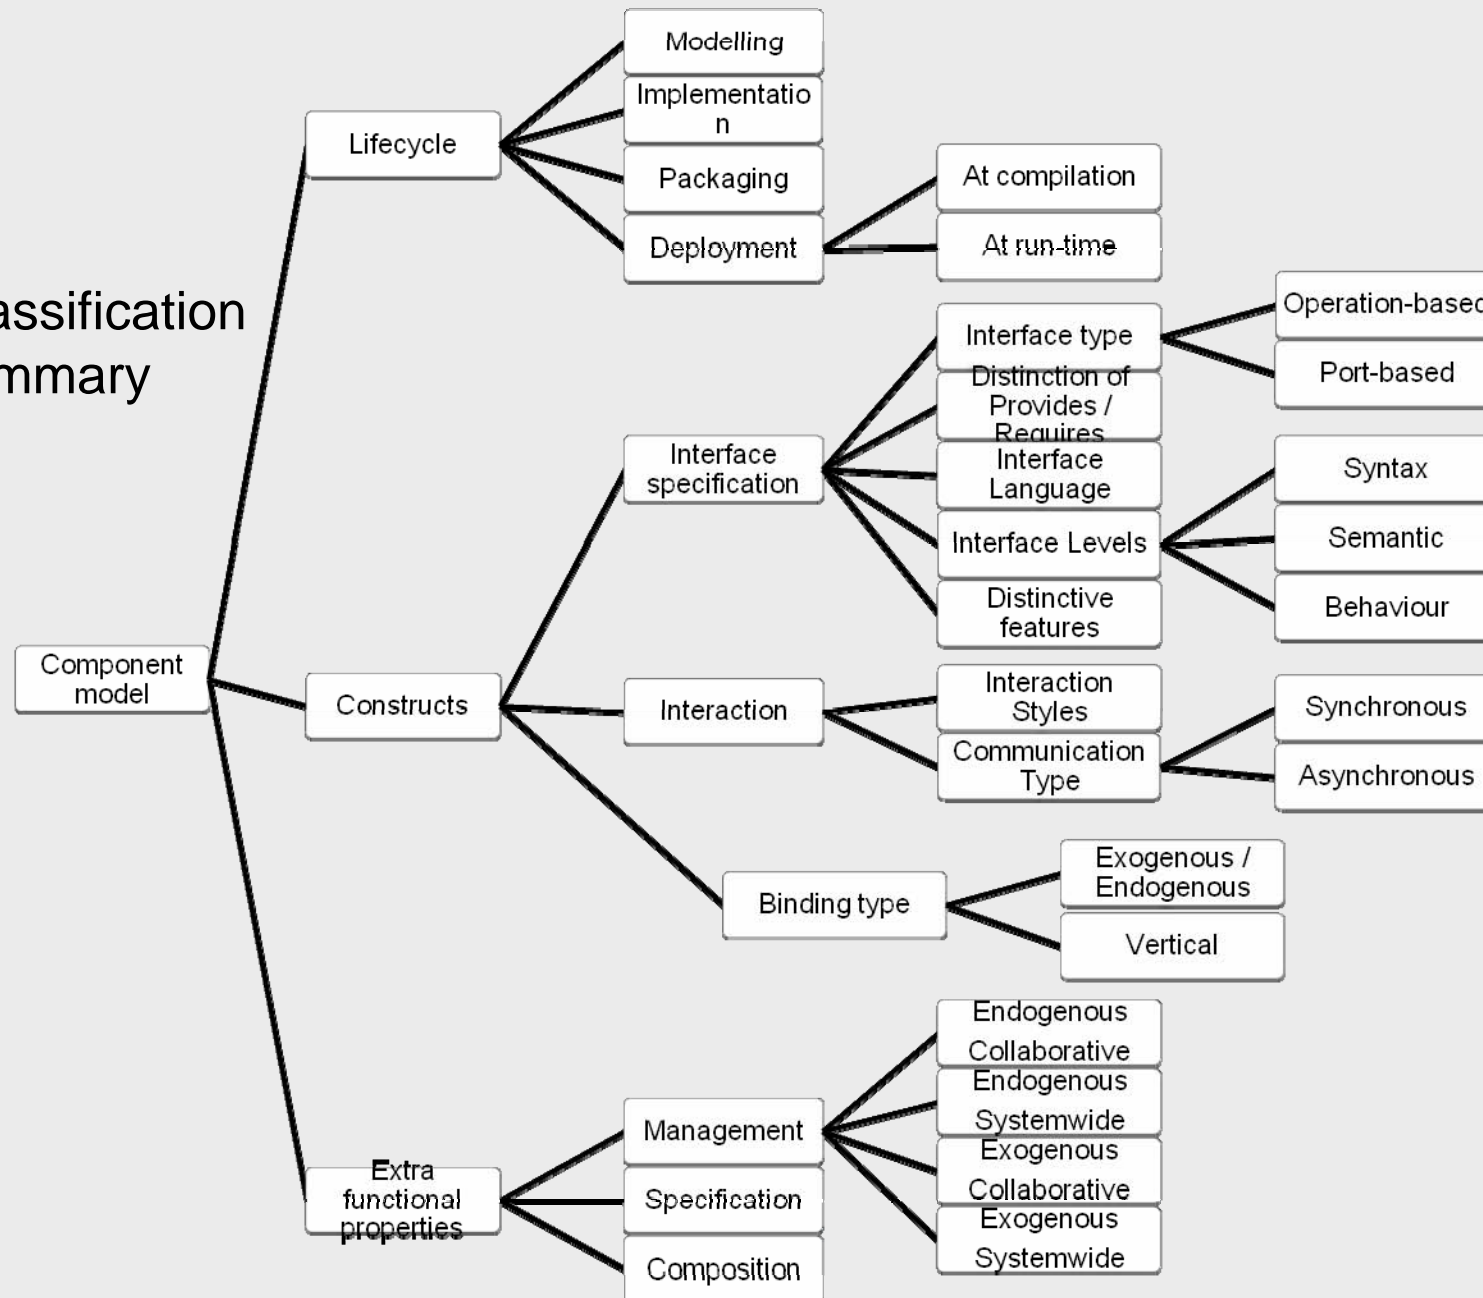 assification
mmary
Component
model
Lifecycle
Modelling
Implementatio
n
Packaging
Deployment
At compilation
At run-time
Constructs
Interface
specification
Interface type
Operation-based
Port-based
Distinction of
Provides /
Requires
Interface
Language
Interface Levels
Syntax
Semantic
Behaviour
Distinctive
features
Interaction
Interaction
Styles
Communication
Type
Synchronous
Asynchronous
Binding type
Exogenous /
Endogenous
Vertical
Extra
functional
properties
Management
Endogenous
Collaborative
Endogenous
Systemwide
Exogenous
Collaborative
Exogenous
Systemwide
Specification
Composition